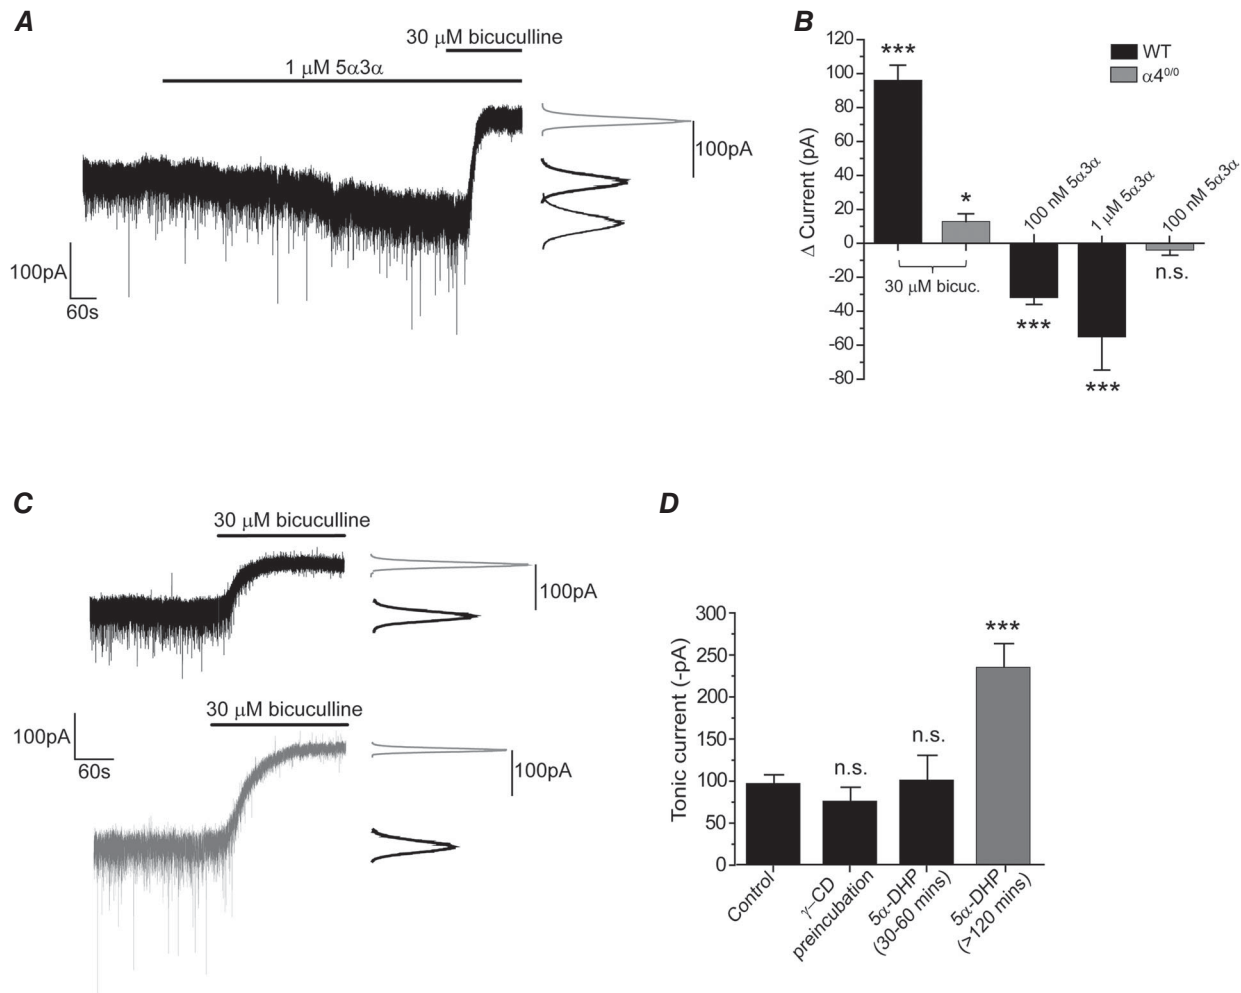 A
30 μM bicuculline
1 μM 5α3α
100pA
100pA
60s
B
120
100
80
60
40
20
0
-20
-40
-60
-80
Δ Current (pA)
***
*
WT
α4⁰/⁰
100 nM 5α3α
1 μM 5α3α
100 nM 5α3α
30 μM bicuc.
***
***
n.s.
C
30 μM bicuculline
100pA
30 μM bicuculline
100pA
60s
100pA
D
300
250
200
150
100
50
0
Tonic current (-pA)
n.s.
n.s.
***
Control
γ–CD
preincubation
5α-DHP
(30-60 mins)
5α-DHP
(>120 mins)